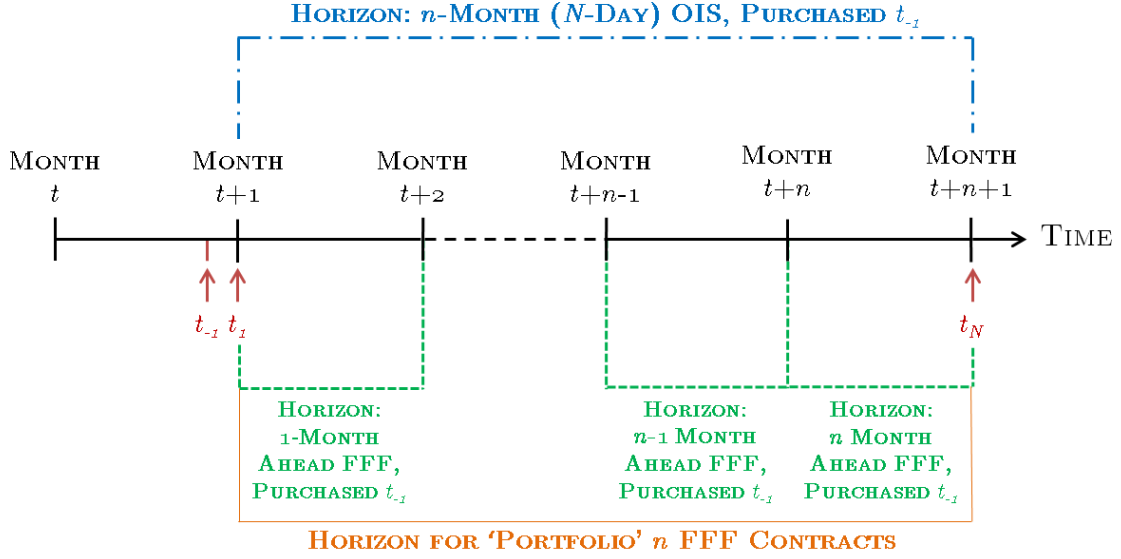 Horizon: n-Month (N-Day) OIS, Purchased t₋₁
Month
t
Month
t+1
Month
t+2
Month
t+n-1
Month
t+n
Month
t+n+1
Time
t₋₁
t₁
t_N
Horizon:
1-Month
Ahead FFF,
Purchased t₋₁
Horizon:
n-1 Month
Ahead FFF,
Purchased t₋₁
Horizon:
n Month
Ahead FFF,
Purchased t₋₁
Horizon for ‘Portfolio’ n FFF Contracts